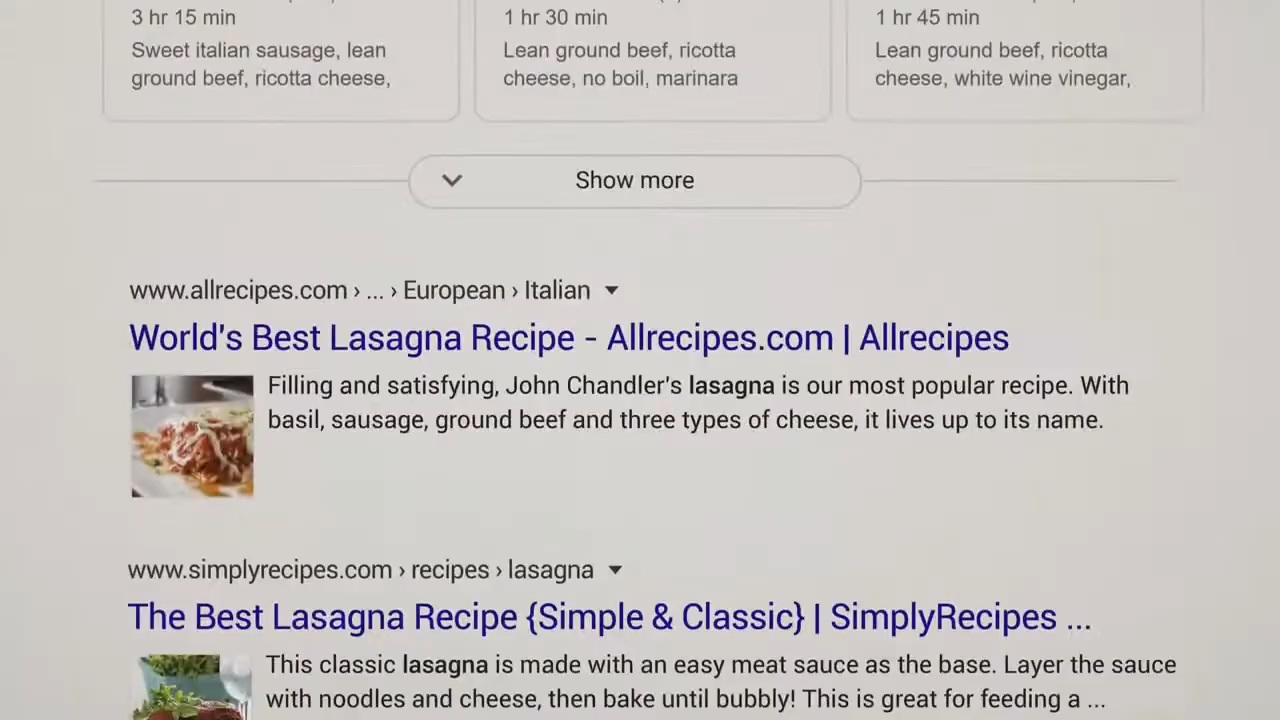 3 hr 15 min
Sweet italian sausage, lean
ground beef, ricotta cheese,
1 hr 30 min
Lean ground beef, ricotta
cheese, no boil, marinara
1 hr 45 min
Lean ground beef, ricotta
cheese, white wine vinegar,
Show more
www.allrecipes.com › ... › European › Italian
World's Best Lasagna Recipe - Allrecipes.com | Allrecipes
Filling and satisfying, John Chandler's lasagna is our most popular recipe. With
basil, sausage, ground beef and three types of cheese, it lives up to its name.
www.simplyrecipes.com › recipes › lasagna
The Best Lasagna Recipe {Simple & Classic} | SimplyRecipes ...
This classic lasagna is made with an easy meat sauce as the base. Layer the sauce
with noodles and cheese, then bake until bubbly! This is great for feeding a ...